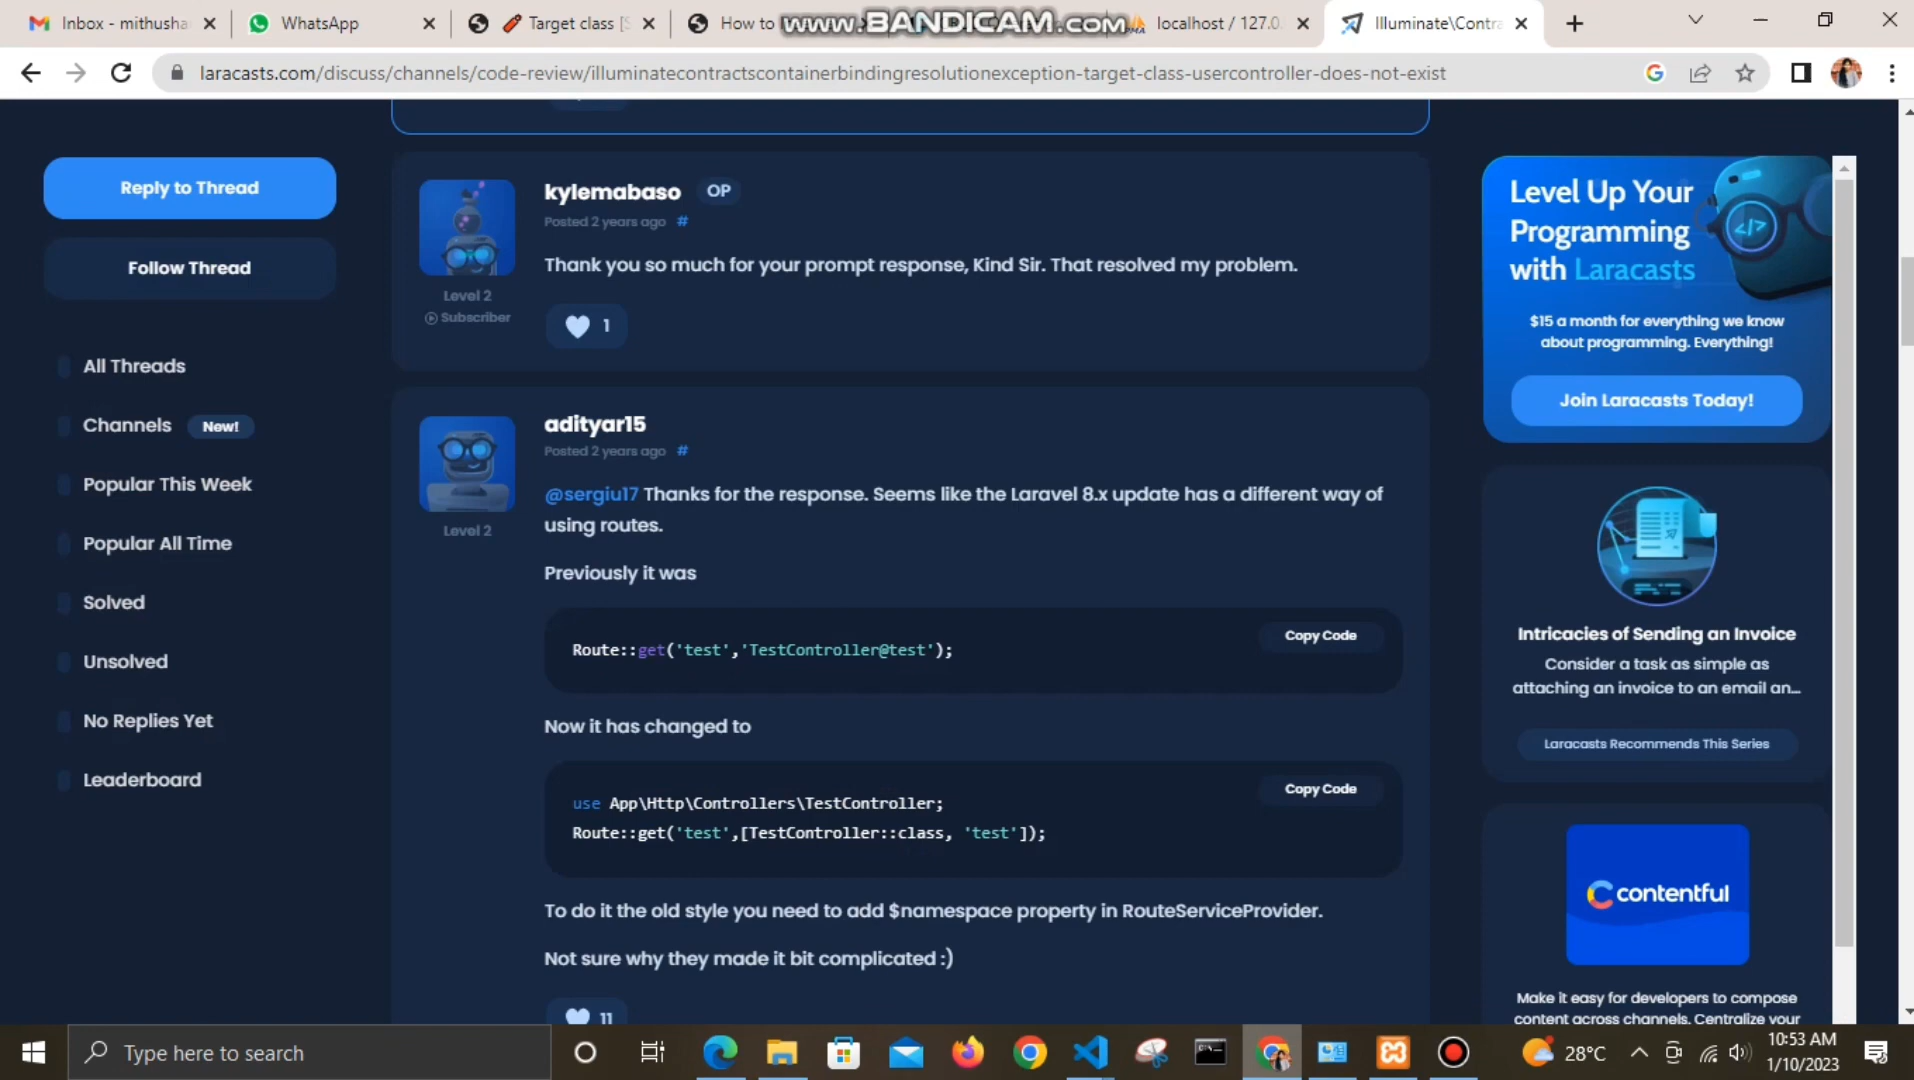 Inbox - mithusha
WhatsApp
Target class [S
How to
www.BANDICAM.com
localhost / 127.0.
Illuminate\Contra
laracasts.com/discuss/channels/code-review/illuminatecontractscontainerbindingresolutionexception-target-class-usercontroller-does-not-exist
Reply to Thread
Follow Thread
All Threads
Channels New!
Popular This Week
Popular All Time
Solved
Unsolved
No Replies Yet
Leaderboard
kylemabaso OP
Posted 2 years ago #
Thank you so much for your prompt response, Kind Sir. That resolved my problem.
Level 2
Subscriber
1
adityar15
Posted 2 years ago #
Level 2
@sergiu17 Thanks for the response. Seems like the Laravel 8.x update has a different way of
using routes.
Previously it was
Copy Code
Route::get('test','TestController@test');
Now it has changed to
Copy Code
use App\Http\Controllers\TestController;
Route::get('test',[TestController::class, 'test']);
To do it the old style you need to add $namespace property in RouteServiceProvider.
Not sure why they made it bit complicated :)
11
Level Up Your
Programming
with Laracasts
$15 a month for everything we know
about programming. Everything!
Join Laracasts Today!
Intricacies of Sending an Invoice
Consider a task as simple as
attaching an invoice to an email an...
Laracasts Recommends This Series
contentful
Make it easy for developers to compose
content across channels. Centralize your
Type here to search
28°C
10:53 AM
1/10/2023